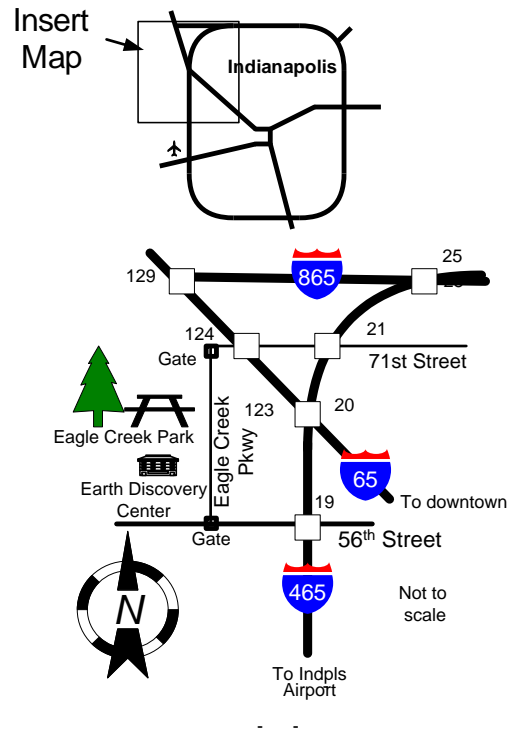 Insert
Map
Indianapolis
25
129
865
21
124
Gate
71st Street
123
20
Eagle Creek
Pkwy
Eagle Creek Park
65
Earth Discovery
Center
19
To downtown
Gate
56th Street
N
465
Not to
scale
To Indpls
Airport